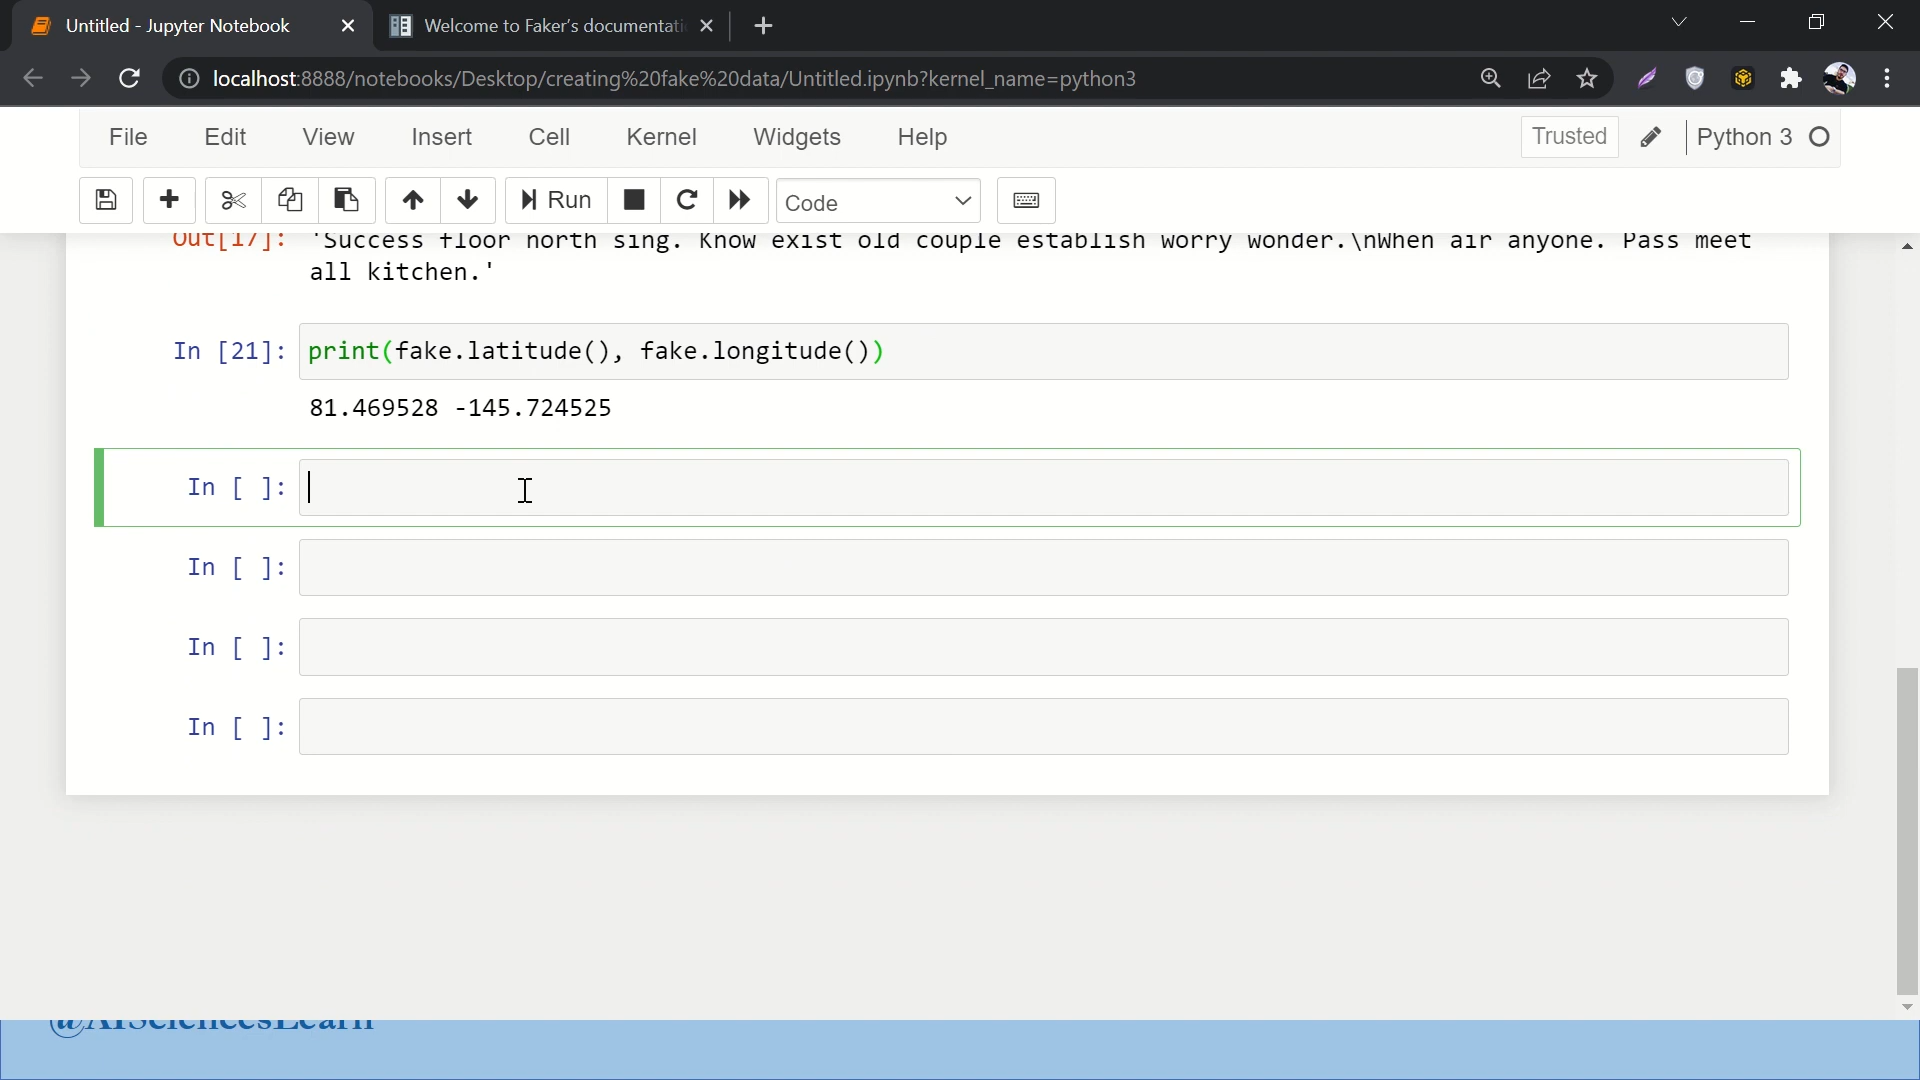 Untitled - Jupyter Notebook
Welcome to Faker's documentati
localhost:8888/notebooks/Desktop/creating%20fake%20data/Untitled.ipynb?kernel_name=python3
File Edit View Insert Cell Kernel Widgets Help Trusted Python 3
Run Code
Out[17]: 'Success floor north sing. Know exist old couple establish worry wonder.\nWhen air anyone. Pass meet
all kitchen.'
In [21]: print(fake.latitude(), fake.longitude())
81.469528 -145.724525
In [ ]:
In [ ]:
In [ ]:
In [ ]:
@AISciencesLearn